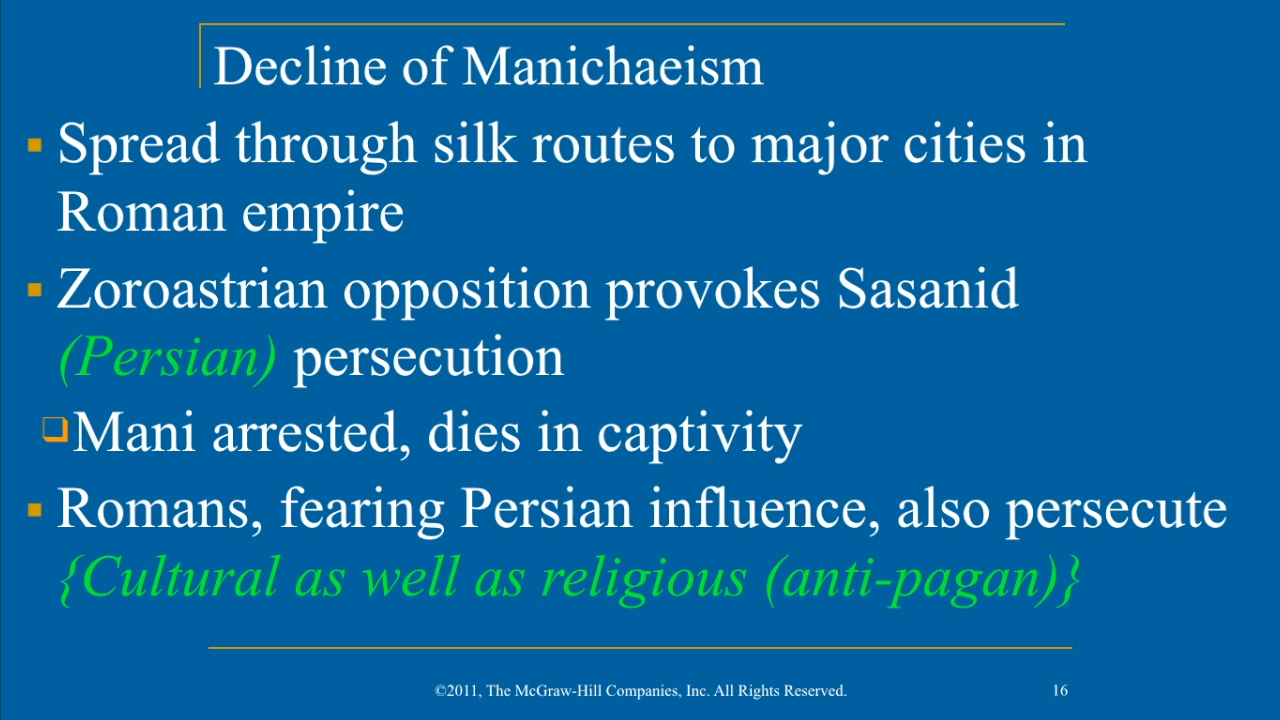 Decline of Manichaeism
Spread through silk routes to major cities in
Roman empire
Zoroastrian opposition provokes Sasanid
(Persian) persecution
Mani arrested, dies in captivity
Romans, fearing Persian influence, also persecute
{Cultural as well as religious (anti-pagan)}
©2011, The McGraw-Hill Companies, Inc. All Rights Reserved.
16